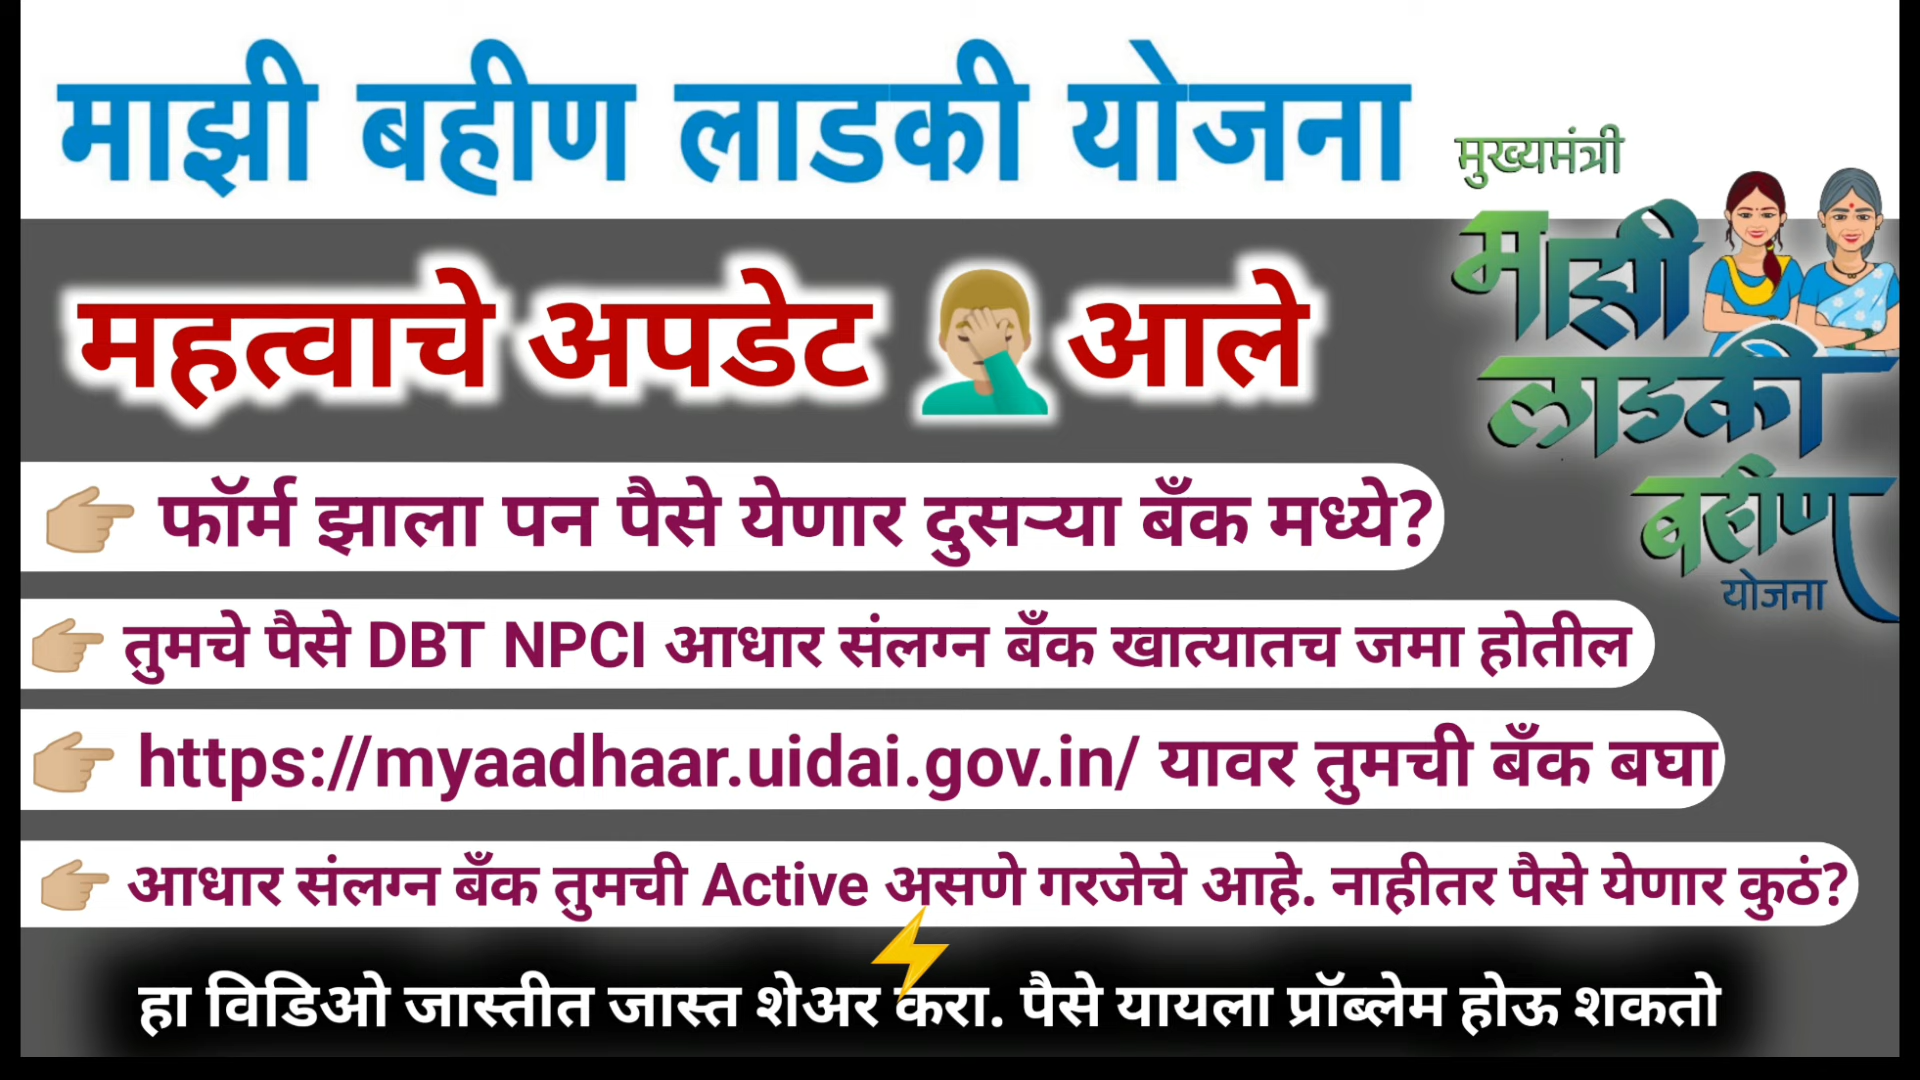 माझी बहीण लाडकी योजना
मुख्यमंत्री
माझी
लाडकी
बहीण
योजना
महत्वाचे अपडेट 🤦🏼‍♂️आले
👉🏼 फॉर्म झाला पन पैसे येणार दुसऱ्या बँक मध्ये?
👉🏼 तुमचे पैसे DBT NPCI आधार संलग्न बँक खात्यातच जमा होतील
👉🏼 https://myaadhaar.uidai.gov.in/ यावर तुमची बँक बघा
👉🏼 आधार संलग्न बँक तुमची Active असणे गरजेचे आहे. नाहीतर पैसे येणार कुठं?
हा विडिओ जास्तीत जास्त शेअर करा. पैसे यायला प्रॉब्लेम होऊ शकतो